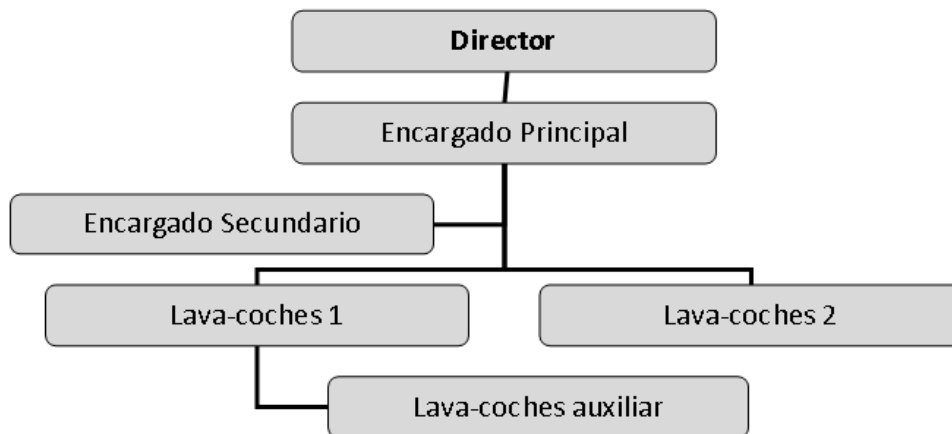 Director
Encargado Principal
Encargado Secundario
Lava-coches 1
Lava-coches 2
Lava-coches auxiliar